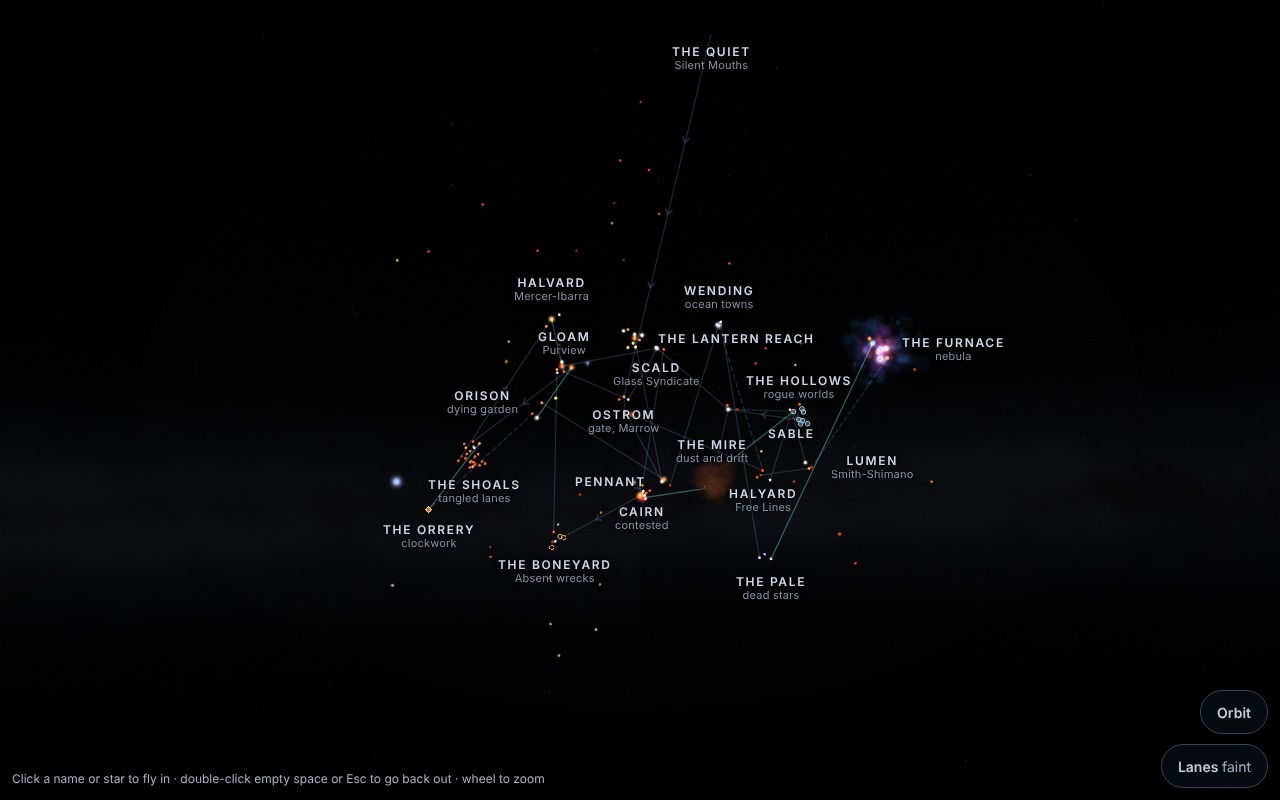 THE QUIET
Silent Mouths
HALVARD
Mercer-Ibarra
WENDING
ocean towns
GLOAM
Purview
THE LANTERN REACH
THE FURNACE
nebula
SCALD
Glass Syndicate
THE HOLLOWS
rogue worlds
ORISON
dying garden
OSTROM
gate, Marrow
SABLE
THE MIRE
dust and drift
LUMEN
Smith-Shimano
THE SHOALS
tangled lanes
PENNANT
HALYARD
Free Lines
CAIRN
contested
THE ORRERY
clockwork
THE BONEYARD
Absent wrecks
THE PALE
dead stars
Orbit
Lanes faint
Click a name or star to fly in · double-click empty space or Esc to go back out · wheel to zoom